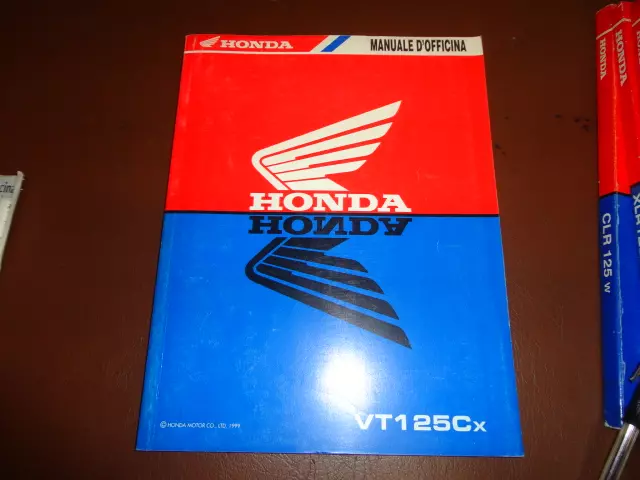 HONDA
MANUALE D'OFFICINA
HONDA
HONDA
© HONDA MOTOR CO., LTD. 1999
VT125Cx
HONDA
CLR 125 W
HONDA